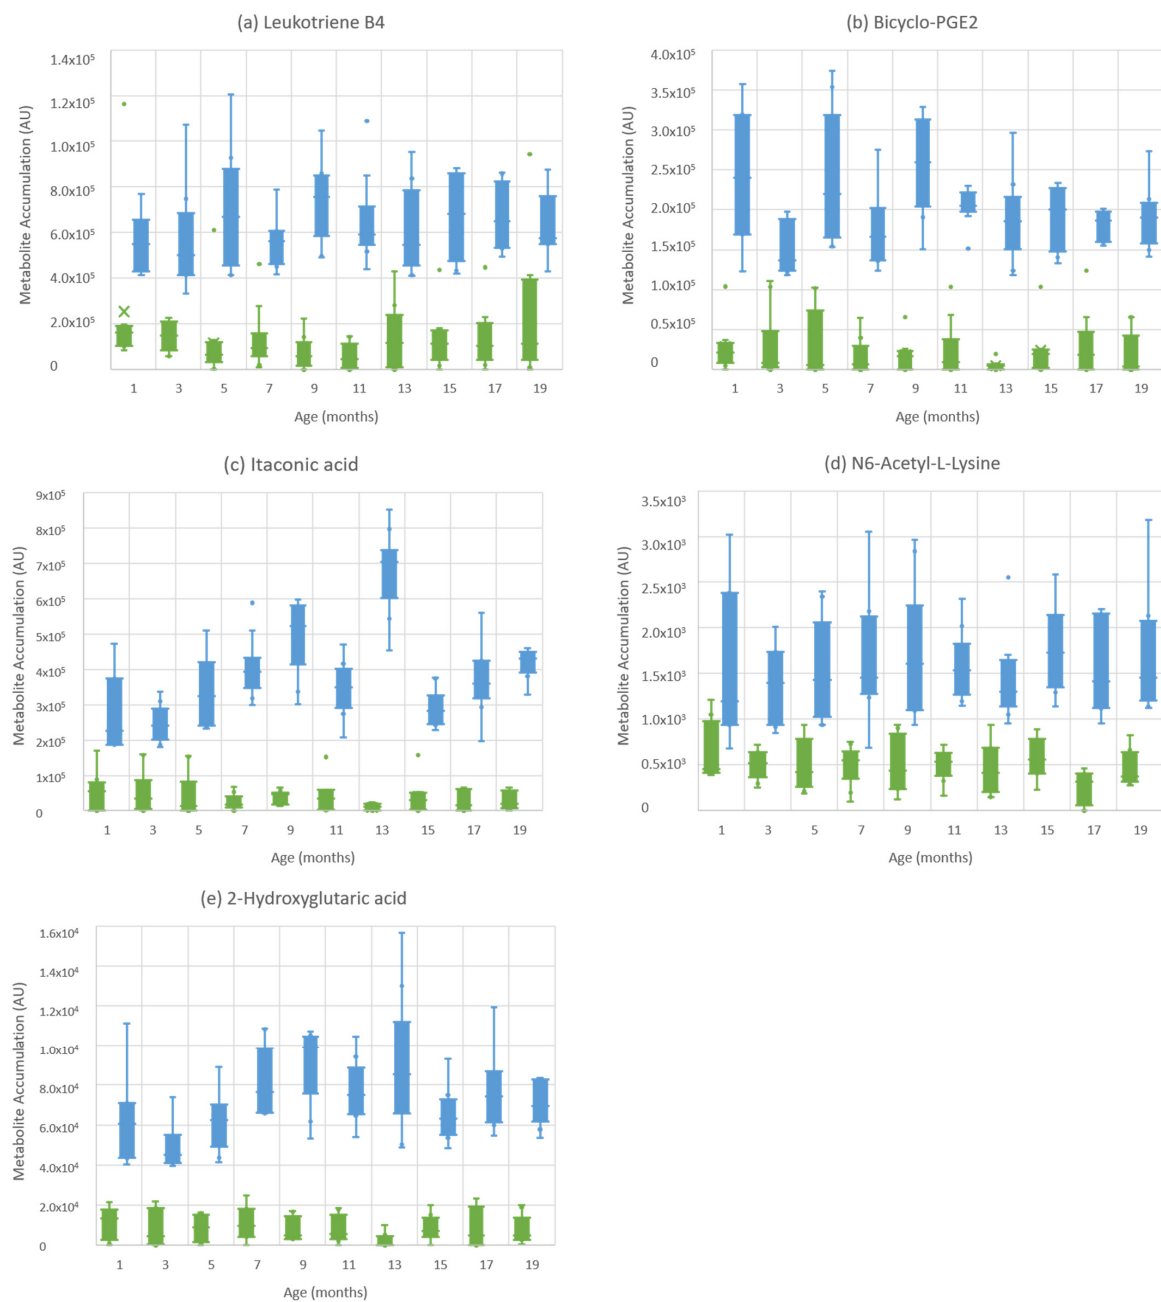 (a) Leukotriene B4
Metabolite Accumulation (AU)
1.4x10⁵
1.2x10⁵
1.0x10⁵
8.0x10⁵
6.0x10⁵
4.0x10⁵
2.0x10⁵
0
1 3 5 7 9 11 13 15 17 19
Age (months)
(b) Bicyclo-PGE2
Metabolite Accumulation (AU)
4.0x10⁵
3.5x10⁵
3.0x10⁵
2.5x10⁵
2.0x10⁵
1.5x10⁵
1.0x10⁵
0.5x10⁵
0
1 3 5 7 9 11 13 15 17 19
Age (months)
(c) Itaconic acid
Metabolite Accumulation (AU)
9x10⁵
8x10⁵
7x10⁵
6x10⁵
5x10⁵
4x10⁵
3x10⁵
2x10⁵
1x10⁵
0
1 3 5 7 9 11 13 15 17 19
Age (months)
(d) N6-Acetyl-L-Lysine
Metabolite Accumulation (AU)
3.5x10³
3.0x10³
2.5x10³
2.0x10³
1.5x10³
1.0x10³
0.5x10³
0
1 3 5 7 9 11 13 15 17 19
Age (months)
(e) 2-Hydroxyglutaric acid
Metabolite Accumulation (AU)
1.6x10⁴
1.4x10⁴
1.2x10⁴
1.0x10⁴
8.0x10⁴
6.0x10⁴
4.0x10⁴
2.0x10⁴
0
1 3 5 7 9 11 13 15 17 19
Age (months)